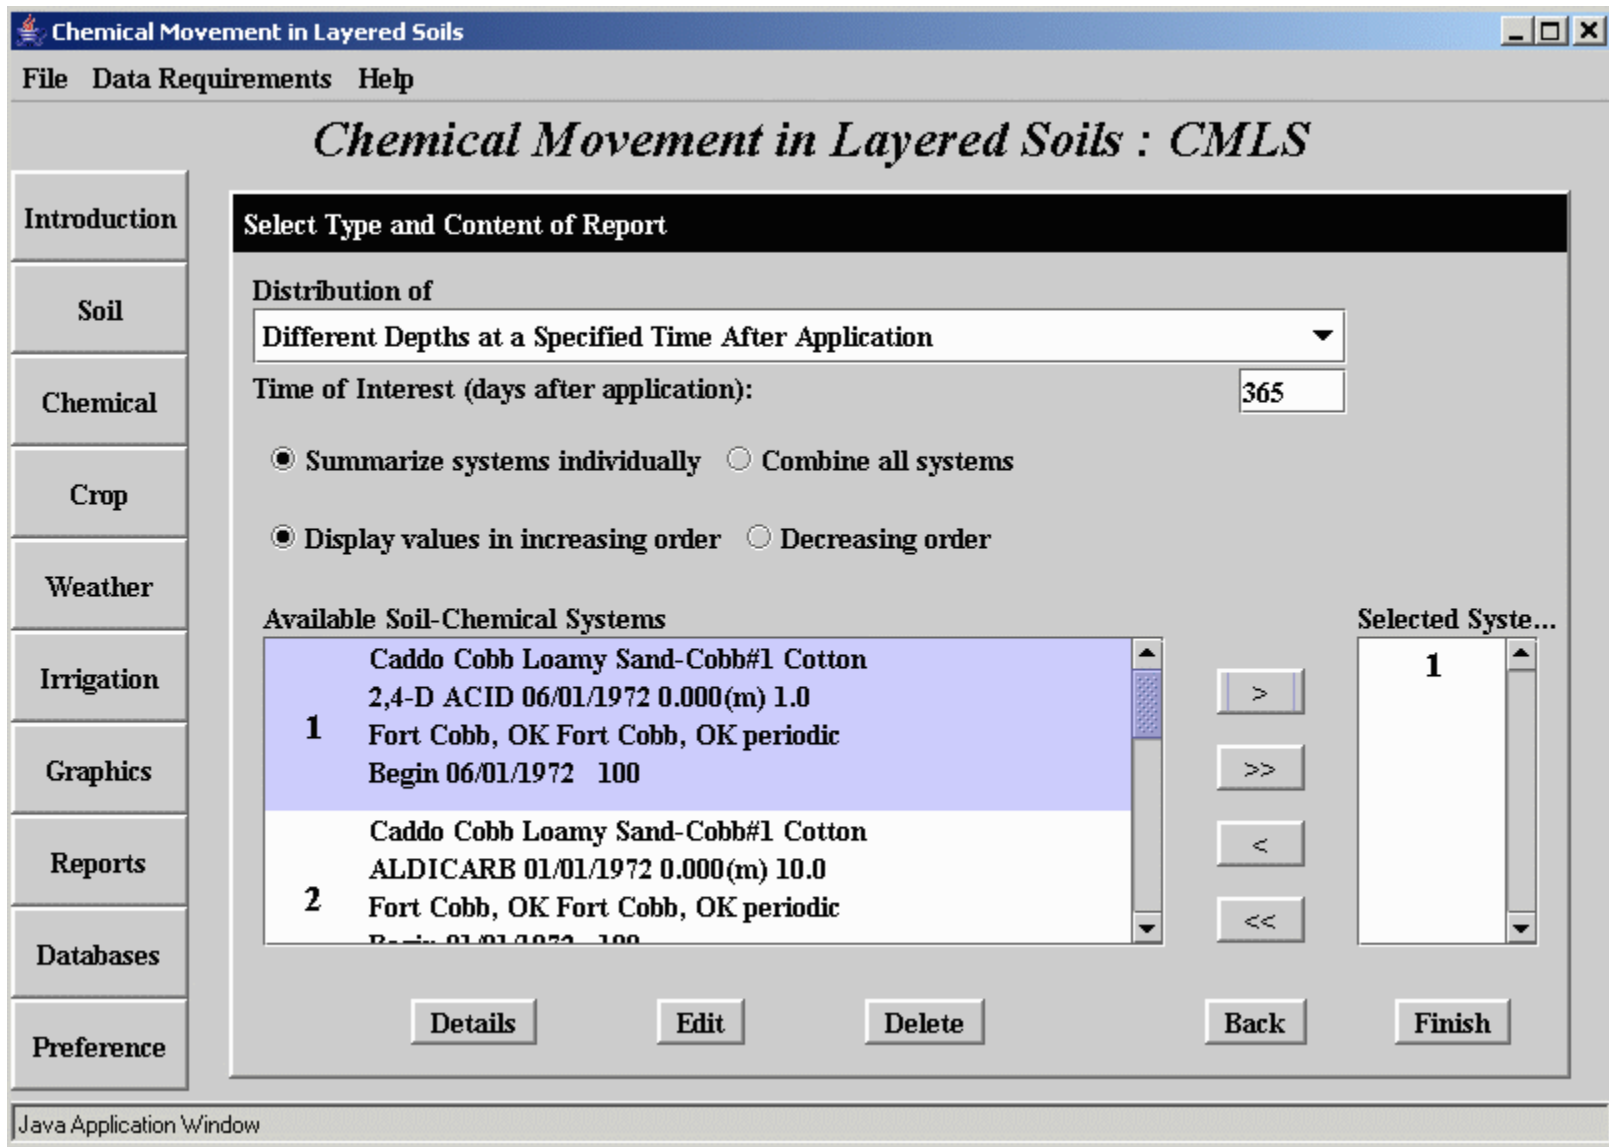 Chemical Movement in Layered Soils
File Data Requirements Help
Chemical Movement in Layered Soils : CMLS
Introduction
Soil
Chemical
Crop
Weather
Irrigation
Graphics
Reports
Databases
Preference
Select Type and Content of Report
Distribution of
Different Depths at a Specified Time After Application
Time of Interest (days after application): 365
Summarize systems individually Combine all systems
Display values in increasing order Decreasing order
Available Soil-Chemical Systems
1
Caddo Cobb Loamy Sand-Cobb#1 Cotton
2,4-D ACID 06/01/1972 0.000(m) 1.0
Fort Cobb, OK Fort Cobb, OK periodic
Begin 06/01/1972 100
2
Caddo Cobb Loamy Sand-Cobb#1 Cotton
ALDICARB 01/01/1972 0.000(m) 10.0
Fort Cobb, OK Fort Cobb, OK periodic
Begin 01/01/1972 100
>
>>
<
<<
Selected Syste...
1
Details Edit Delete Back Finish
Java Application Window